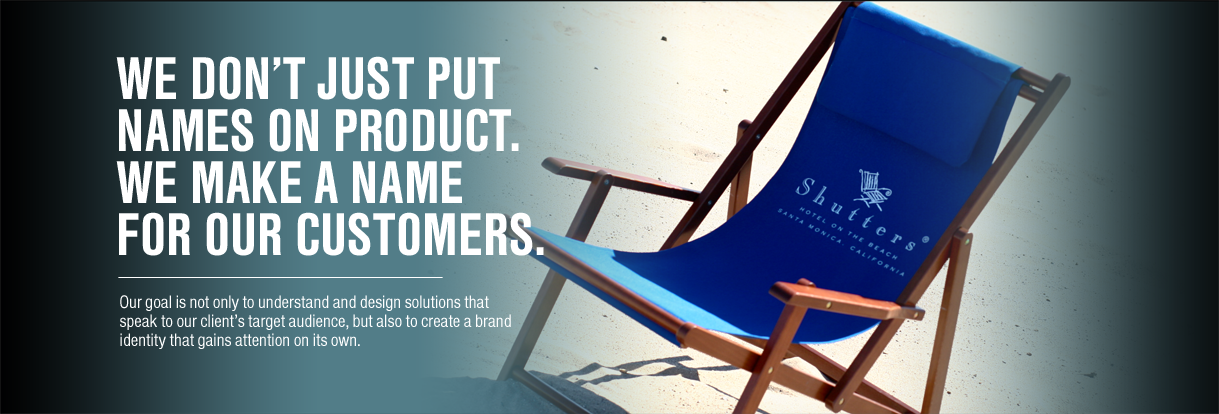 WE DON’T JUST PUT
NAMES ON PRODUCT.
WE MAKE A NAME
FOR OUR CUSTOMERS.
Our goal is not only to understand and design solutions that
speak to our client’s target audience, but also to create a brand
identity that gains attention on its own.
Shutters®
HOTEL ON THE BEACH
SANTA MONICA, CALIFORNIA